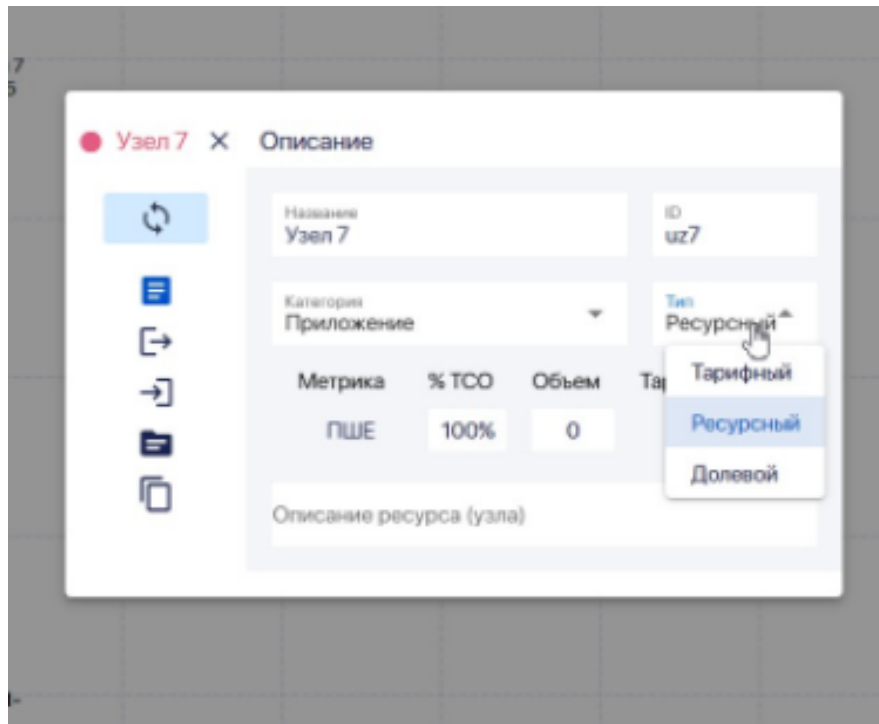 7
5
Узел 7 Описание
Название
Узел 7
ID
uz7
Категория
Приложение
Тип
Ресурсный
Метрика % TCO Объем
ПШЕ 100% 0
Тарифный
Ресурсный
Долевой
Описание ресурса (узла)